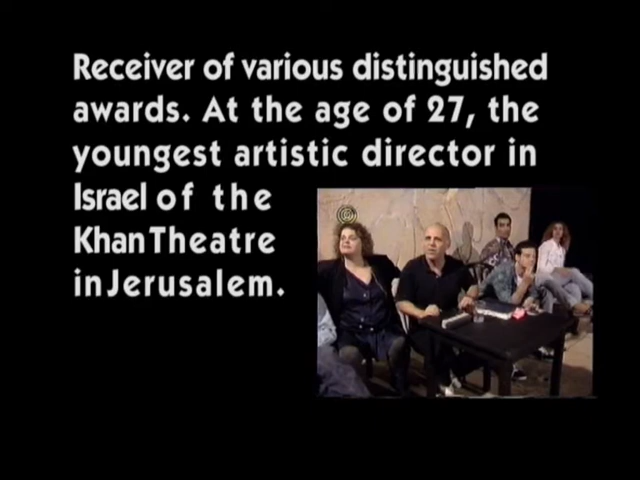 Receiver of various distinguished
awards. At the age of 27, the
youngest artistic director in
Israel of the
Khan Theatre
in Jerusalem.